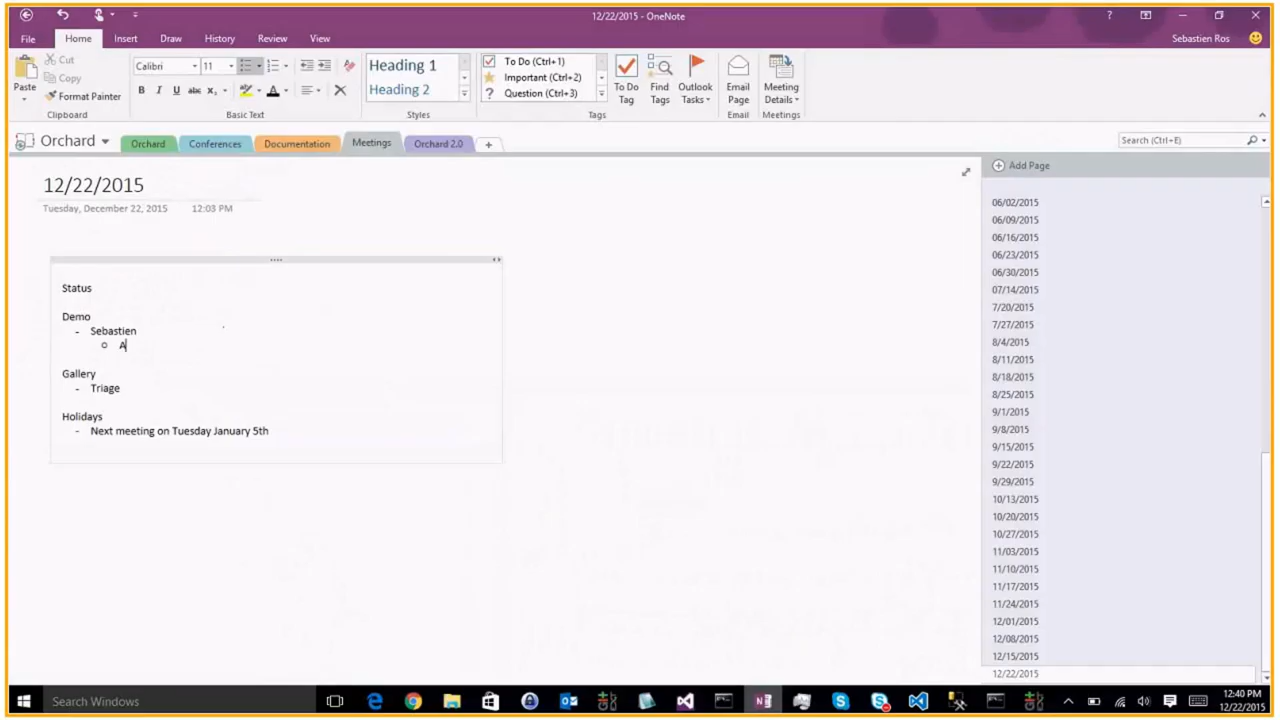 12/22/2015 - OneNote
?
File Home Insert Draw History Review View
Sebastien Ros
Paste
Cut
Copy
Format Painter
Clipboard
Calibri 11
B I U abc x₂ A
Basic Text
Heading 1
Heading 2
Styles
To Do (Ctrl+1)
Important (Ctrl+2)
? Question (Ctrl+3)
To Do Tag
Find Tags
Outlook Tasks
Tags
Email Page
Email
Meeting Details
Meetings
Orchard
Orchard Conferences Documentation Meetings Orchard 2.0 +
Search (Ctrl+E)
12/22/2015
Tuesday, December 22, 2015 12:03 PM
Status
Demo
- Sebastien
o A
Gallery
- Triage
Holidays
- Next meeting on Tuesday January 5th
Add Page
06/02/2015
06/09/2015
06/16/2015
06/23/2015
06/30/2015
07/14/2015
7/20/2015
7/27/2015
8/4/2015
8/11/2015
8/18/2015
8/25/2015
9/1/2015
9/8/2015
9/15/2015
9/22/2015
9/29/2015
10/13/2015
10/20/2015
10/27/2015
11/03/2015
11/10/2015
11/17/2015
11/24/2015
12/01/2015
12/08/2015
12/15/2015
12/22/2015
Search Windows
12:40 PM
12/22/2015